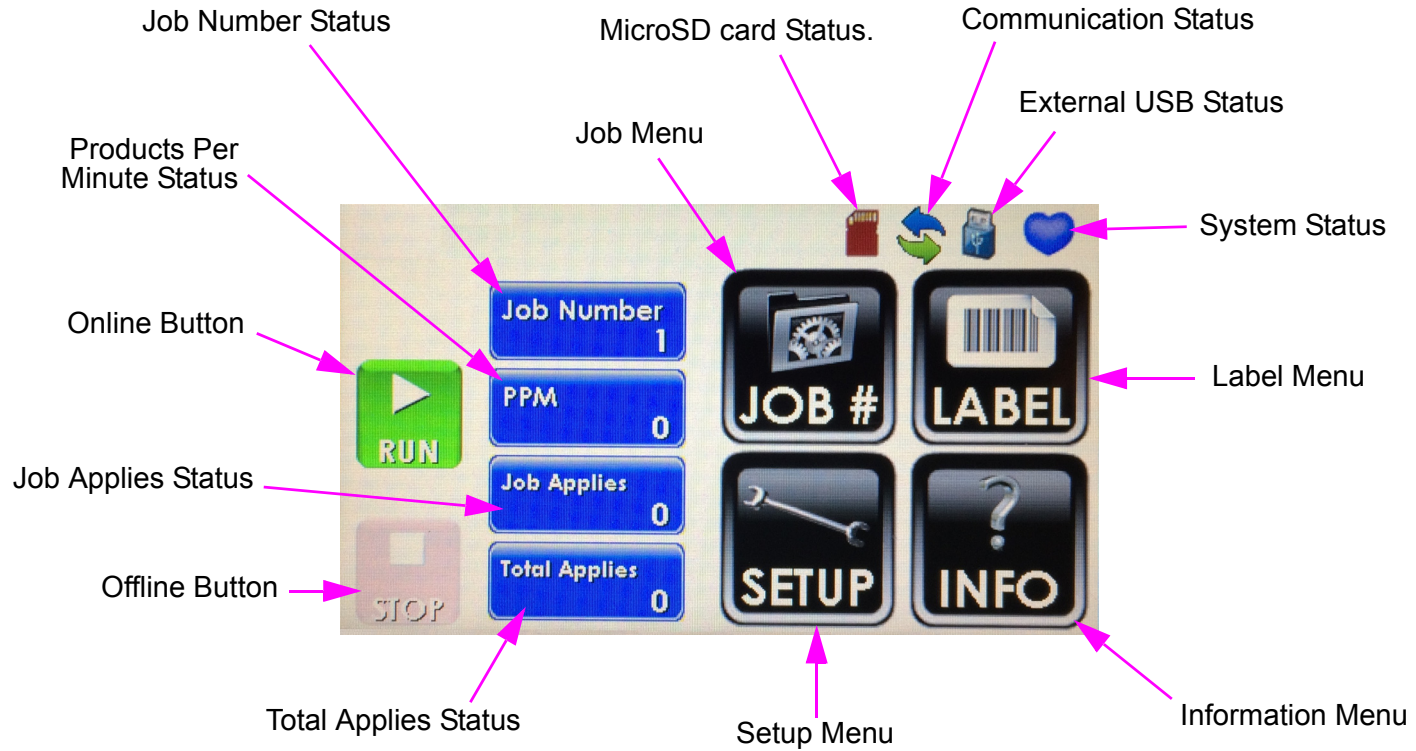 Job Number Status
MicroSD card Status.
Communication Status
External USB Status
Job Menu
Products Per
Minute Status
System Status
Online Button
Label Menu
Job Applies Status
Offline Button
Total Applies Status
Setup Menu
Information Menu
Job Number
1
PPM
0
Job Applies
0
Total Applies
0
RUN
STOP
JOB #
LABEL
SETUP
INFO